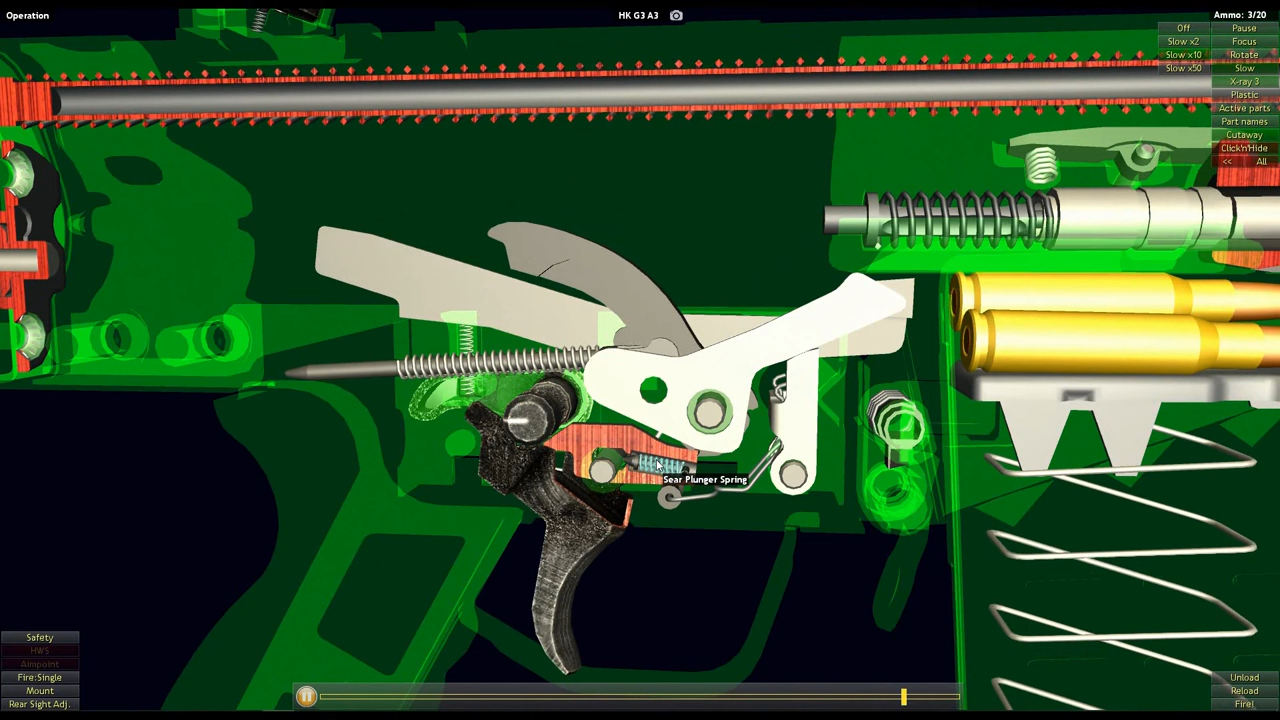 Operation
HK G3 A3
Ammo: 3/20
Off
Pause
Slow x2
Focus
Slow x10
Rotate
Slow x50
Slow
X-ray 3
Plastic
Active parts
Part names
Cutaway
Click'n'Hide
<< All
Sear Plunger Spring
Safety
HWS
Aimpoint
Fire:Single
Mount
Rear Sight Adj.
Unload
Reload
Fire!